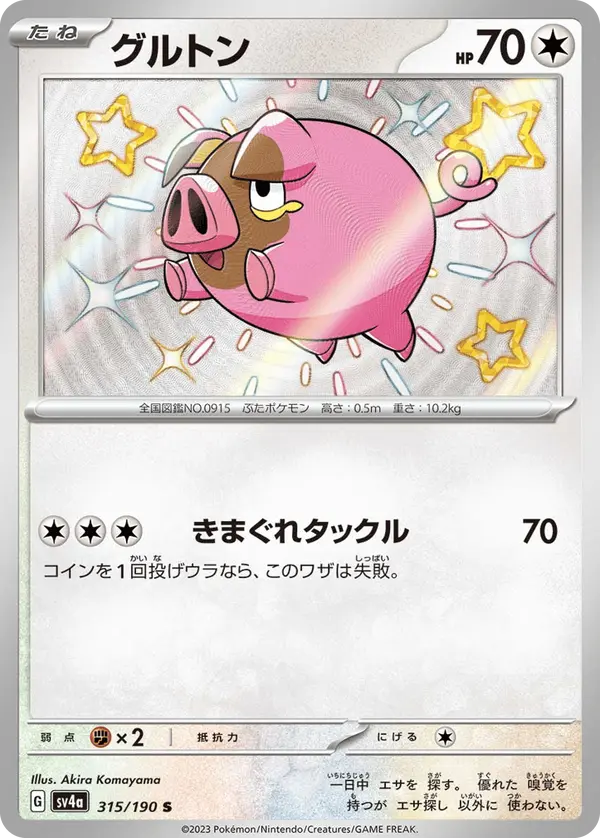 たね グルトン HP70
全国図鑑NO.0915 ぶたポケモン 高さ:0.5m 重さ:10.2kg
きまぐれタックル 70
コインを1回投げウラなら、このワザは失敗。
弱点 ×2 抵抗力 にげる
Illus. Akira Komayama
一日中 エサを 探す。 優れた 嗅覚を
持つが エサ探し 以外に 使わない。
G sv4a 315/190 S
©2023 Pokémon/Nintendo/Creatures/GAME FREAK.